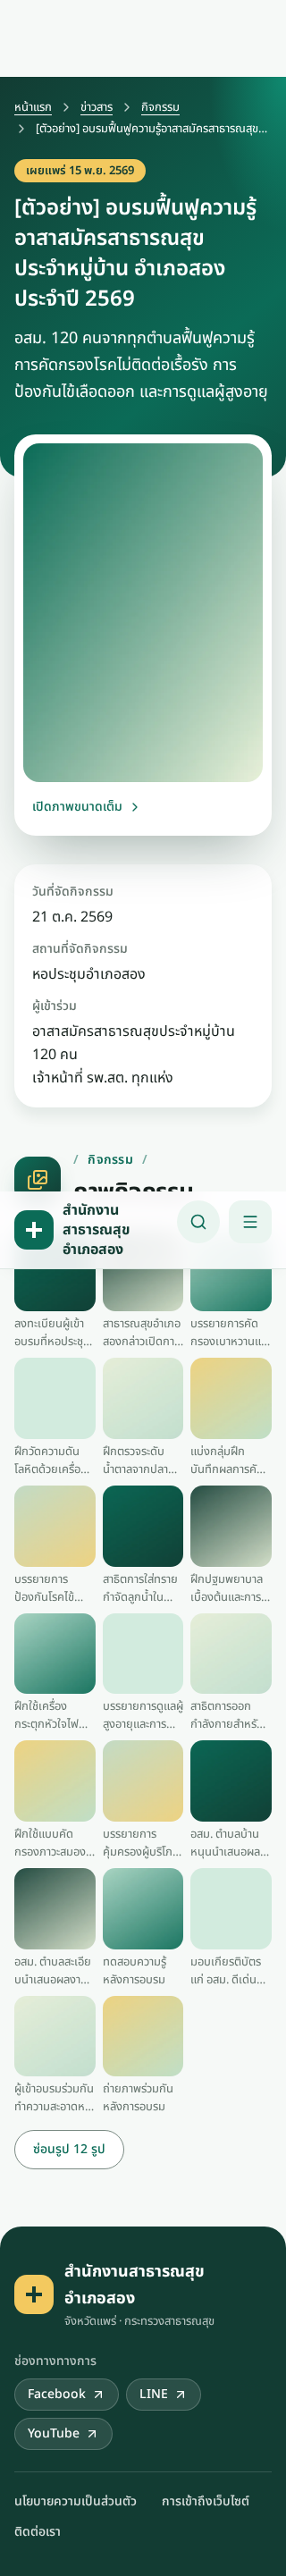 หน้าแรก > ข่าวสาร > กิจกรรม
> [ตัวอย่าง] อบรมฟื้นฟูความรู้อาสาสมัครสาธารณสุข...
เผยแพร่ 15 พ.ย. 2569
[ตัวอย่าง] อบรมฟื้นฟูความรู้
อาสาสมัครสาธารณสุข
ประจำหมู่บ้าน อำเภอสอง
ประจำปี 2569
อสม. 120 คนจากทุกตำบลฟื้นฟูความรู้
การคัดกรองโรคไม่ติดต่อเรื้อรัง การ
ป้องกันไข้เลือดออก และการดูแลผู้สูงอายุ
เปิดภาพขนาดเต็ม
วันที่จัดกิจกรรม
21 ต.ค. 2569
สถานที่จัดกิจกรรม
หอประชุมอำเภอสอง
ผู้เข้าร่วม
อาสาสมัครสาธารณสุขประจำหมู่บ้าน
120 คน
เจ้าหน้าที่ รพ.สต. ทุกแห่ง
/ กิจกรรม /
ภาพกิจกรรม
สำนักงาน
สาธารณสุข
อำเภอสอง
ลงทะเบียนผู้เข้า
อบรมที่หอประชุ...
สาธารณสุขอำเภอ
สองกล่าวเปิดกา...
บรรยายการคัด
กรองเบาหวานแ...
ฝึกวัดความดัน
โลหิตด้วยเครื่อ...
ฝึกตรวจระดับ
น้ำตาลจากปลา...
แบ่งกลุ่มฝึก
บันทึกผลการคั...
บรรยายการ
ป้องกันโรคไข้...
สาธิตการใส่ทราย
กำจัดลูกน้ำใน...
ฝึกปฐมพยาบาล
เบื้องต้นและการ...
ฝึกใช้เครื่อง
กระตุกหัวใจไฟ...
บรรยายการดูแลผู้
สูงอายุและการ...
สาธิตการออก
กำลังกายสำหรั...
ฝึกใช้แบบคัด
กรองภาวะสมอง...
บรรยายการ
คุ้มครองผู้บริโภ...
อสม. ตำบลบ้าน
หนุนนำเสนอผล...
อสม. ตำบลสะเอีย
บนำเสนอผลงา...
ทดสอบความรู้
หลังการอบรม
มอบเกียรติบัตร
แก่ อสม. ดีเด่น...
ผู้เข้าอบรมร่วมกัน
ทำความสะอาดห...
ถ่ายภาพร่วมกัน
หลังการอบรม
ซ่อนรูป 12 รูป
สำนักงานสาธารณสุข
อำเภอสอง
จังหวัดแพร่ · กระทรวงสาธารณสุข
ช่องทางทางการ
Facebook
LINE
YouTube
นโยบายความเป็นส่วนตัว
การเข้าถึงเว็บไซต์
ติดต่อเรา